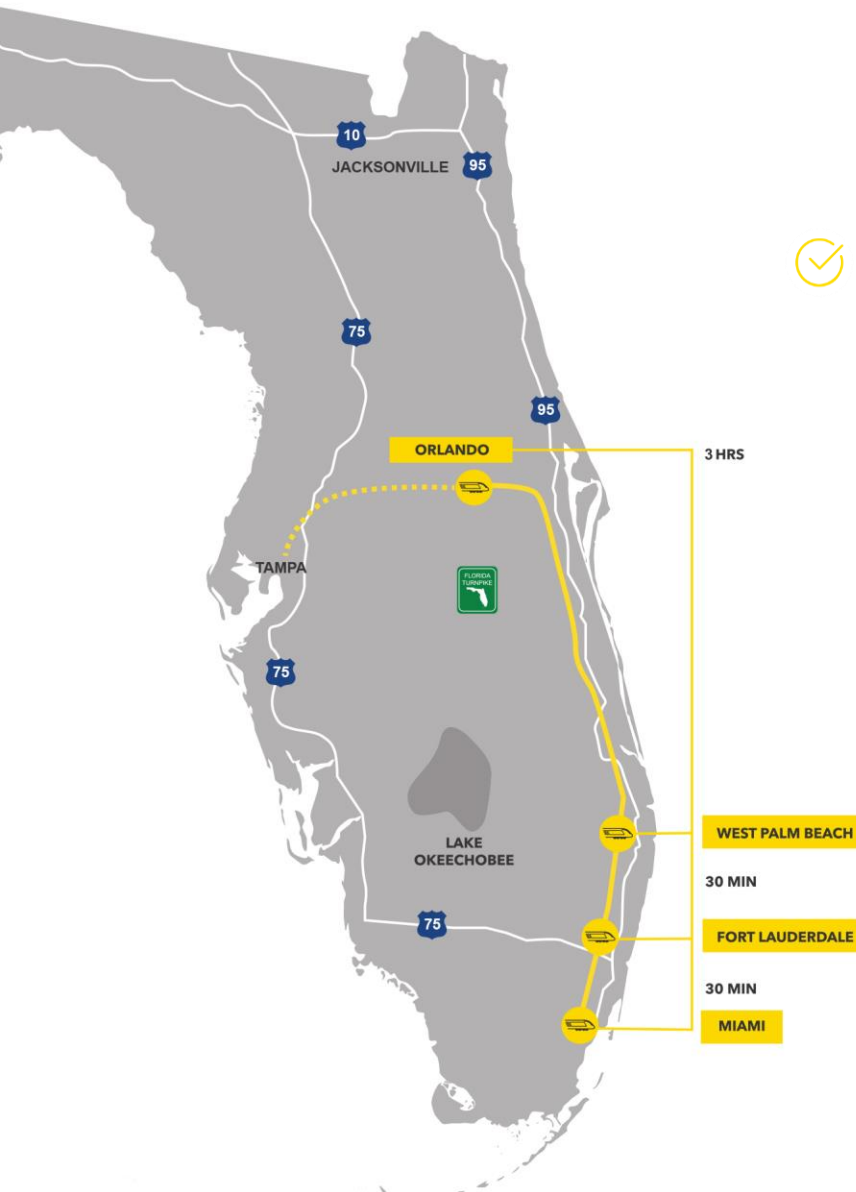 10
JACKSONVILLE
95
75
95
ORLANDO
3 HRS
TAMPA
FLORIDA
TURNPIKE
75
WEST PALM BEACH
LAKE
OKEECHOBEE
30 MIN
75
FORT LAUDERDALE
30 MIN
MIAMI